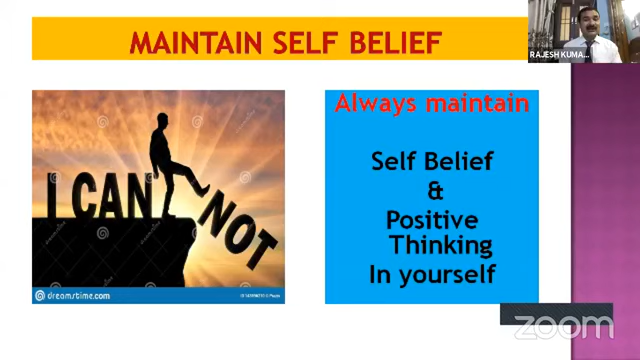 MAINTAIN SELF BELIEF
RAJESH KUMA...
I CAN
NOT
dreamstime.com
Always maintain
Self Belief
&
Positive
Thinking
In yourself
zoom